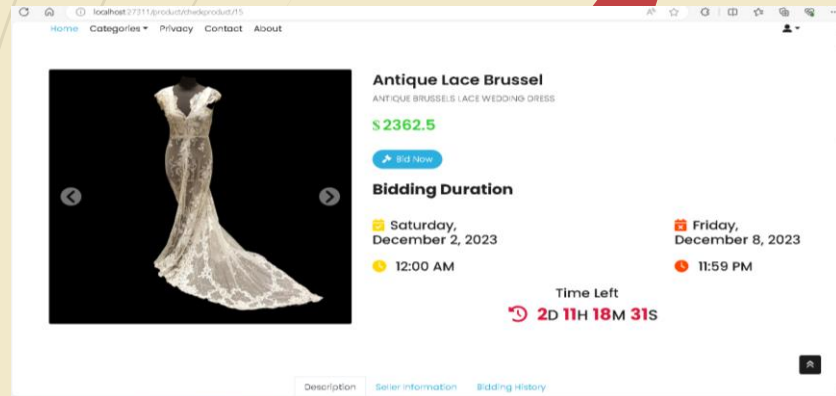 localhost:27311/product/checkproduct/15
Home Categories Privacy Contact About
Antique Lace Brussel
ANTIQUE BRUSSELS LACE WEDDING DRESS
$ 2362.5
Bid Now
Bidding Duration
Saturday,
December 2, 2023
12:00 AM
Friday,
December 8, 2023
11:59 PM
Time Left
2D 11H 18M 31S
Description Seller Information Bidding History